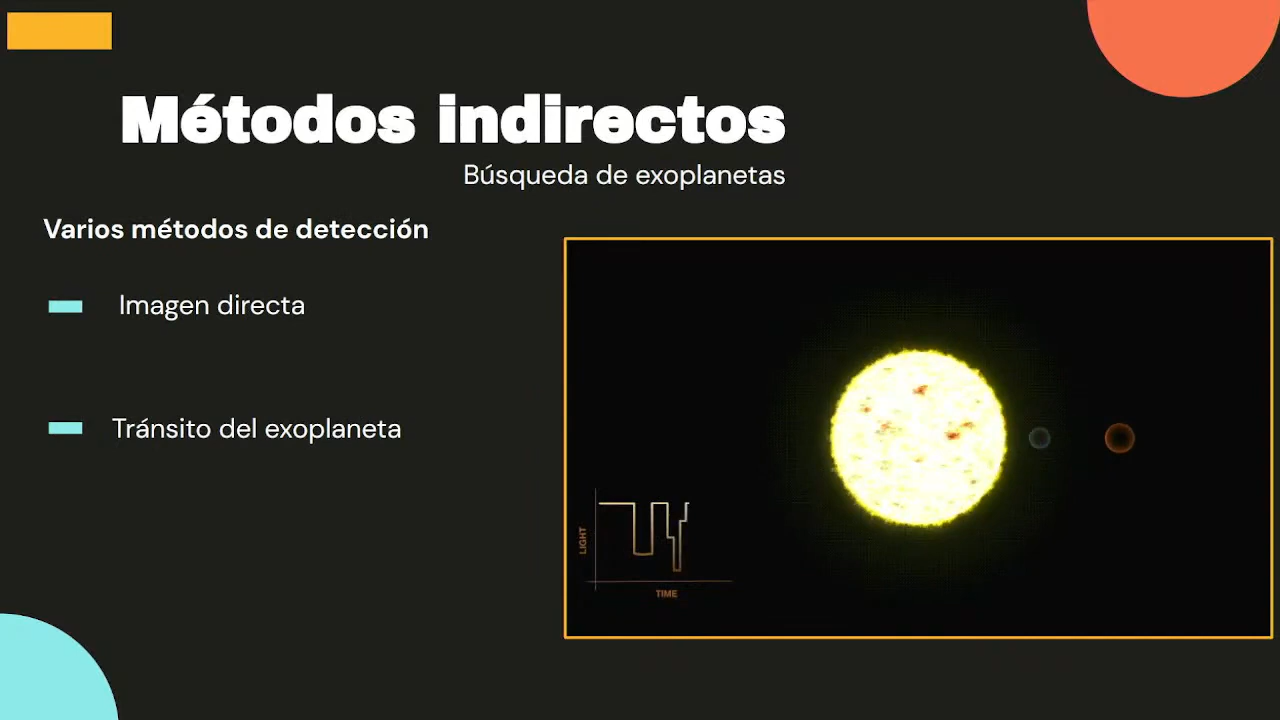 Métodos indirectos
Búsqueda de exoplanetas
Varios métodos de detección
Imagen directa
Tránsito del exoplaneta
LIGHT
TIME